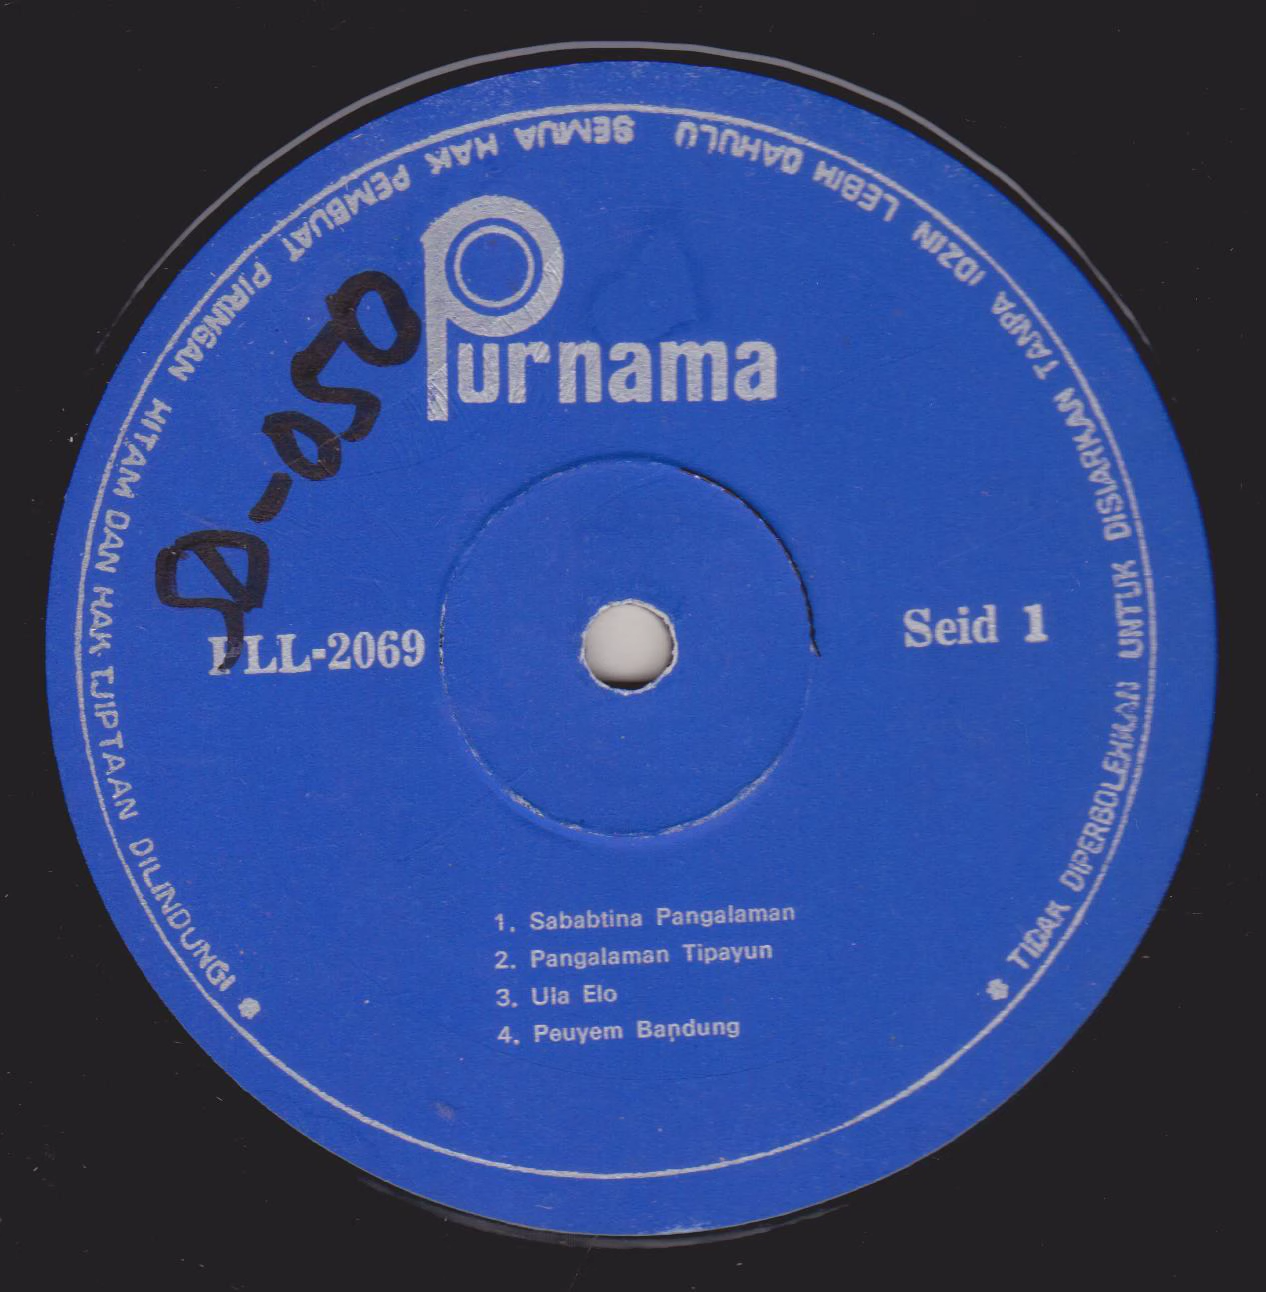 SEMUA HAK PEMBUAT PIRINGAN HITAM DAN HAK TJIPTAAN DILINDUNGI
TIDAK DIPERBOLEHKAN UNTUK DISIARKAN TANPA IDZIN LEBIH DAHULU
Purnama
PLL-2069
Seid 1
1. Sababtina Pangalaman
2. Pangalaman Tipayun
3. Ula Elo
4. Peuyem Bandung